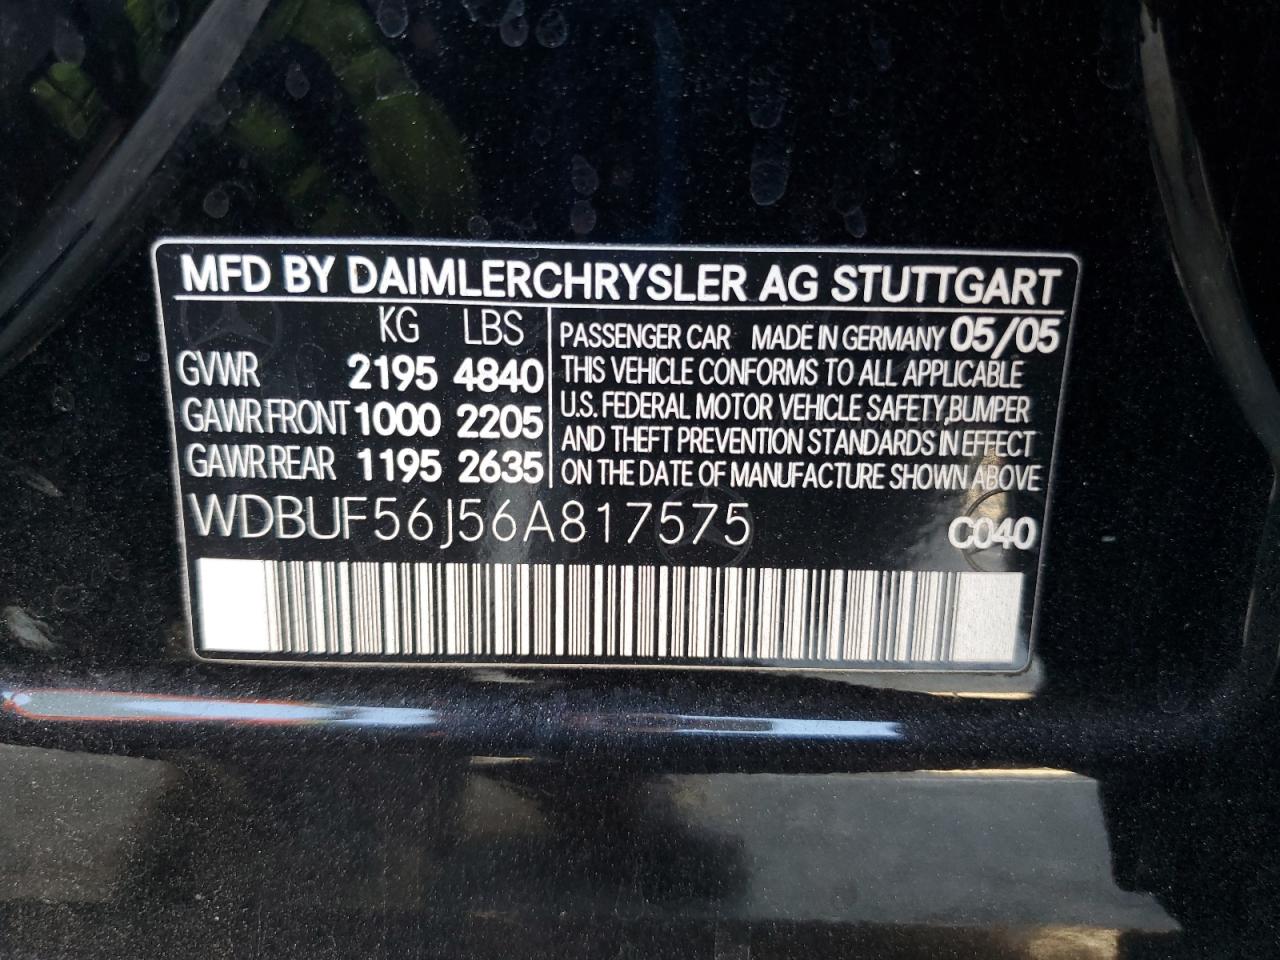 MFD BY DAIMLERCHRYSLER AG STUTTGART
KG LBS
GVWR 2195 4840
GAWR FRONT 1000 2205
GAWR REAR 1195 2635
PASSENGER CAR MADE IN GERMANY 05/05
THIS VEHICLE CONFORMS TO ALL APPLICABLE
U.S. FEDERAL MOTOR VEHICLE SAFETY, BUMPER
AND THEFT PREVENTION STANDARDS IN EFFECT
ON THE DATE OF MANUFACTURE SHOWN ABOVE
WDBUF56J56A817575 C040